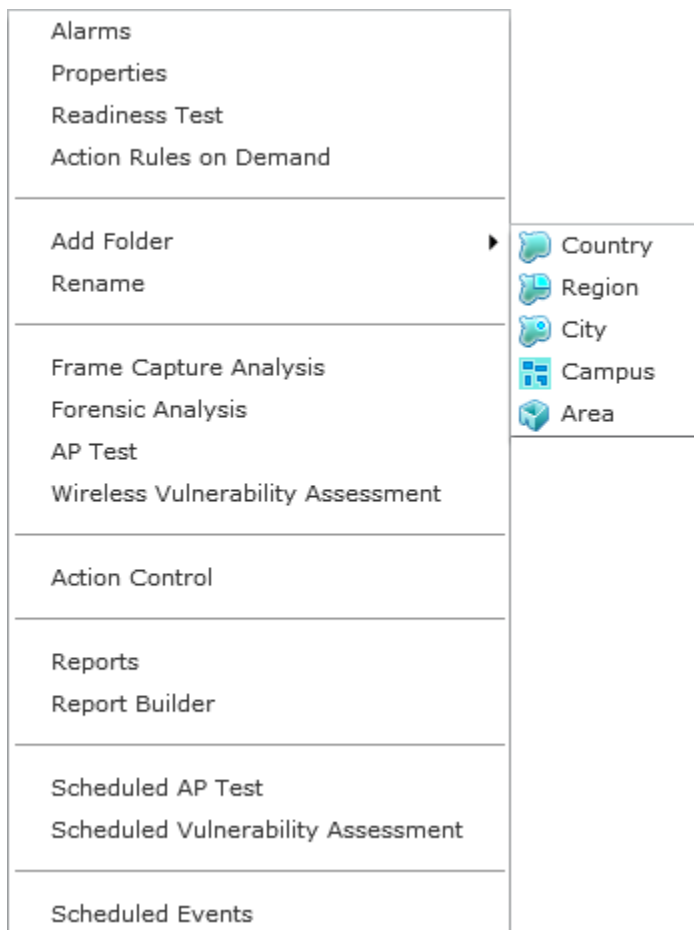 Alarms
Properties
Readiness Test
Action Rules on Demand
Add Folder
Rename
Country
Region
City
Campus
Area
Frame Capture Analysis
Forensic Analysis
AP Test
Wireless Vulnerability Assessment
Action Control
Reports
Report Builder
Scheduled AP Test
Scheduled Vulnerability Assessment
Scheduled Events